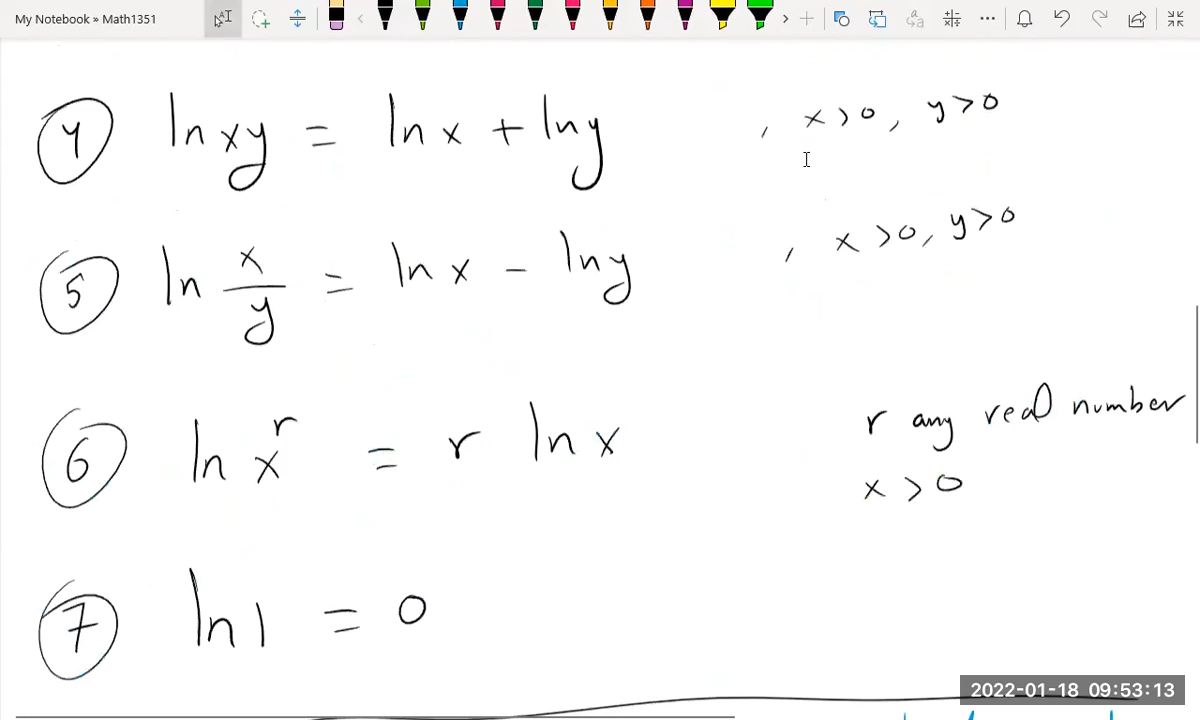 My Notebook » Math1351
④ ln xy = ln x + ln y , x > 0, y > 0
⑤ ln x/y = ln x - ln y , x > 0, y > 0
⑥ ln x^r = r ln x r any real number
x > 0
⑦ ln 1 = 0
2022-01-18 09:53:13